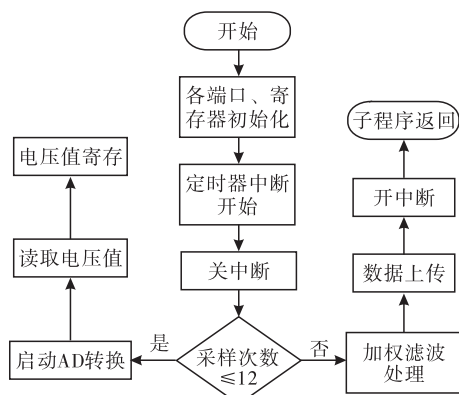 开始
各端口、寄
存器初始化
子程序返回
电压值寄存
定时器中断
开始
开中断
读取电压值
关中断
数据上传
是
否
启动AD转换
采样次数
≤12
加权滤波
处理